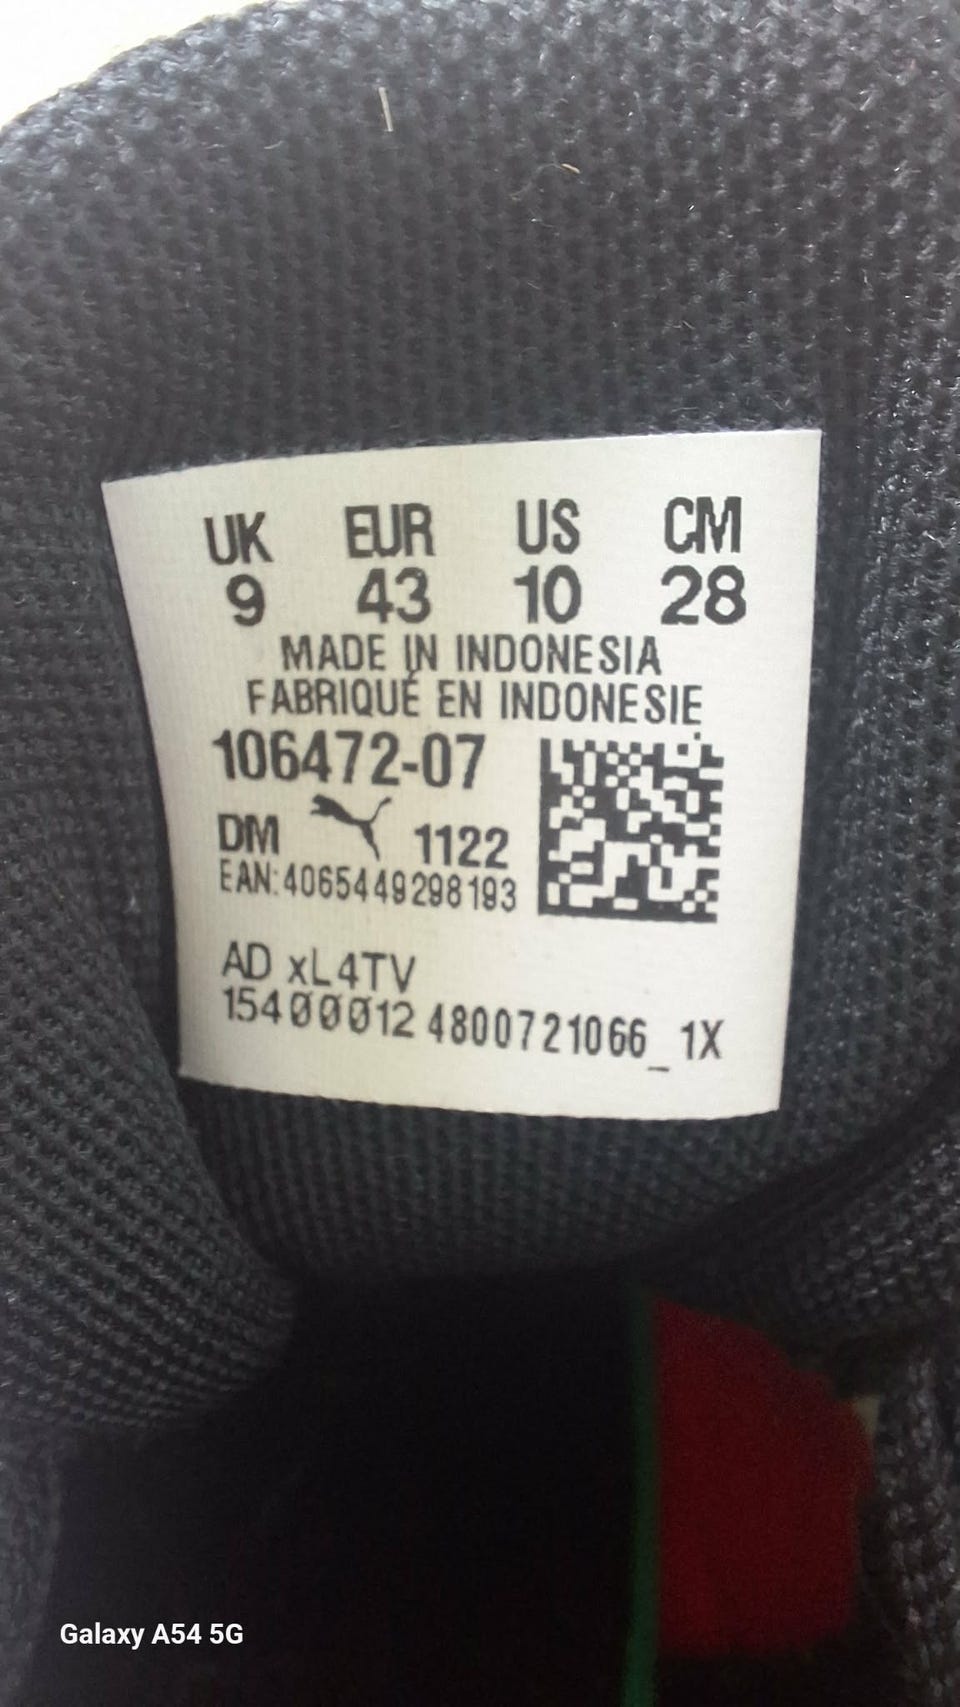 UK EUR US CM
9 43 10 28
MADE IN INDONESIA
FABRIQUÉ EN INDONESIE
106472-07
DM 1122
EAN:4065449298193
AD xL4TV
15400012 4800721066_1X
Galaxy A54 5G